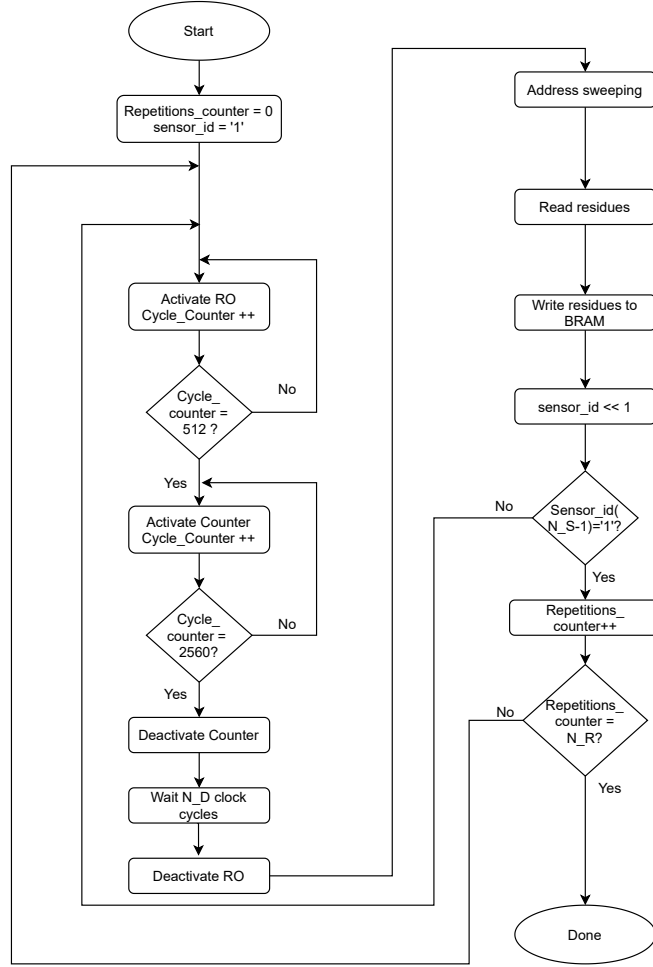 Start
Repetitions_counter = 0
sensor_id = '1'
Activate RO
Cycle_Counter ++
No
Cycle_
counter =
512 ?
Yes
Activate Counter
Cycle_Counter ++
No
Cycle_
counter =
2560?
Yes
Deactivate Counter
Wait N_D clock
cycles
Deactivate RO
Address sweeping
Read residues
Write residues to
BRAM
sensor_id << 1
No
Sensor_id(
N_S-1)='1'?
Yes
Repetitions_
counter++
No
Repetitions_
counter =
N_R?
Yes
Done